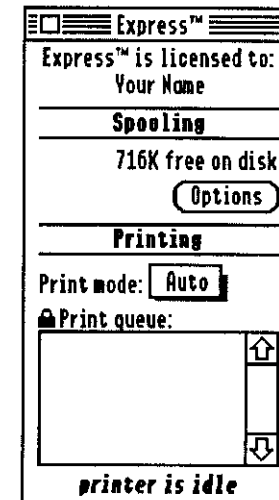 Express™
Express™ is licensed to:
Your Name
Spooling
716K free on disk
Options
Printing
Print mode: Auto
Print queue:
printer is idle